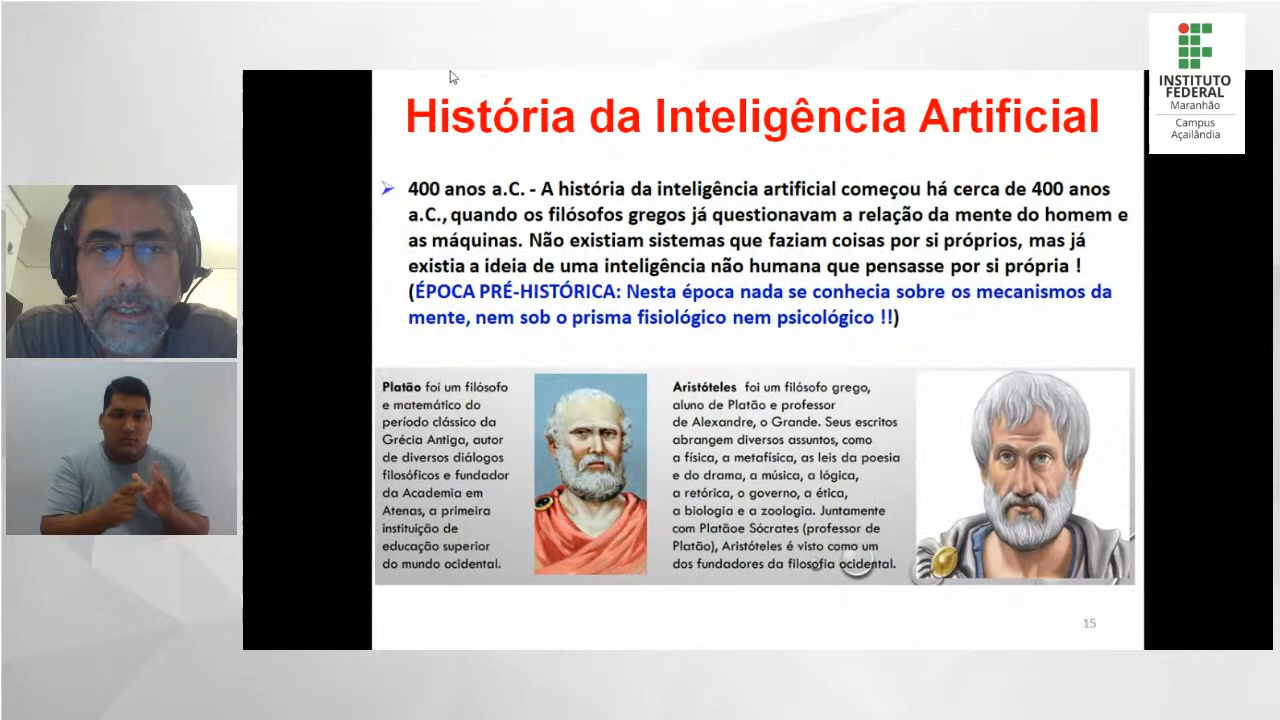 INSTITUTO
FEDERAL
Maranhão
Campus
Açailândia
História da Inteligência Artificial
400 anos a.C. - A história da inteligência artificial começou há cerca de 400 anos
a.C., quando os filósofos gregos já questionavam a relação da mente do homem e
as máquinas. Não existiam sistemas que faziam coisas por si próprios, mas já
existia a ideia de uma inteligência não humana que pensasse por si própria !
(ÉPOCA PRÉ-HISTÓRICA: Nesta época nada se conhecia sobre os mecanismos da
mente, nem sob o prisma fisiológico nem psicológico !!)
Platão foi um filósofo
e matemático do
período clássico da
Grécia Antiga, autor
de diversos diálogos
filosóficos e fundador
da Academia em
Atenas, a primeira
instituição de
educação superior
do mundo ocidental.
Aristóteles foi um filósofo grego,
aluno de Platão e professor
de Alexandre, o Grande. Seus escritos
abrangem diversos assuntos, como
a física, a metafísica, as leis da poesia
e do drama, a música, a lógica,
a retórica, o governo, a ética,
a biologia e a zoologia. Juntamente
com Platãoe Sócrates (professor de
Platão), Aristóteles é visto como um
dos fundadores da filosofia ocidental.
15